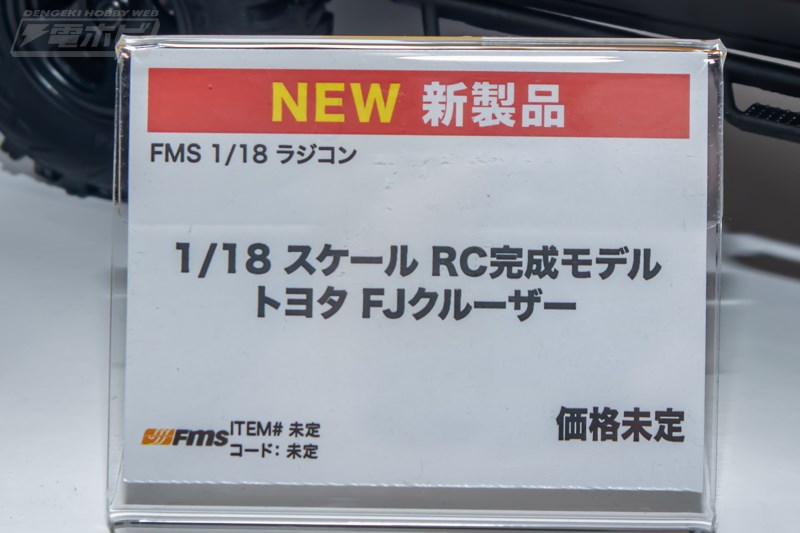 DENGEKI HOBBY WEB
電ホビ
NEW 新製品
FMS 1/18 ラジコン
1/18 スケール RC完成モデル
トヨタ FJクルーザー
FMS
ITEM# 未定
コード: 未定
価格未定